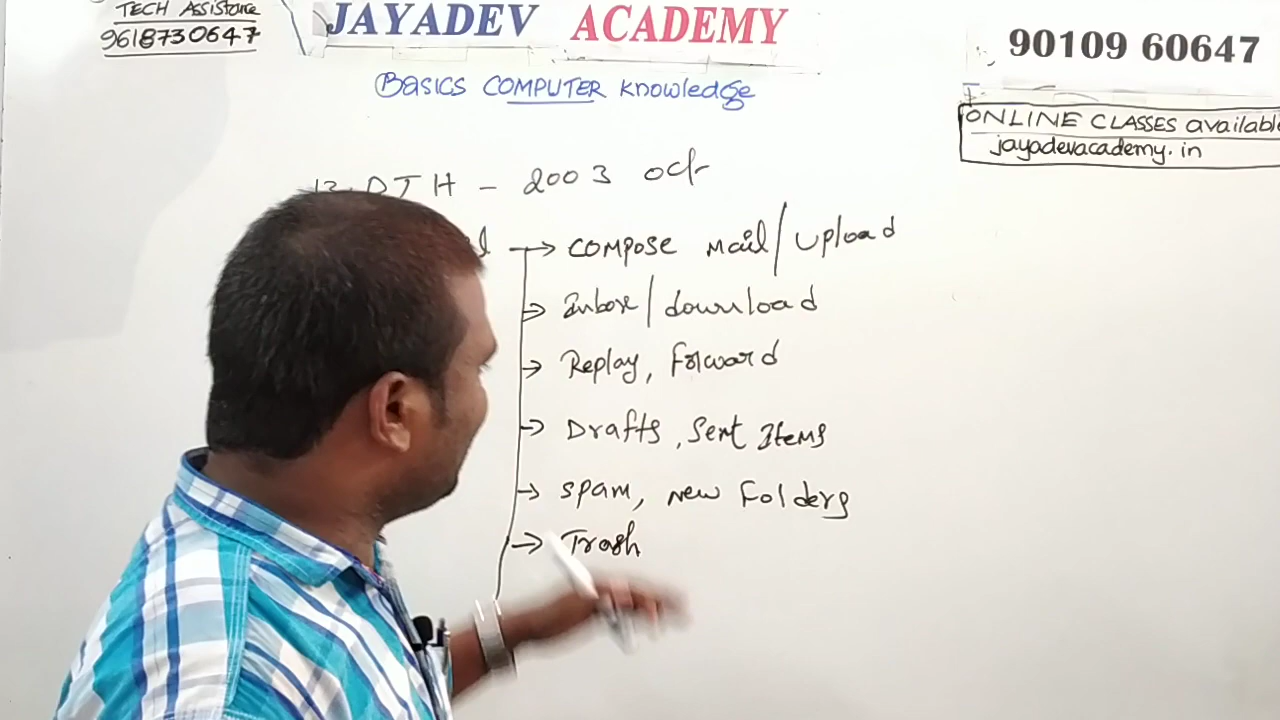 TECH Assistance
9618730647
JAYADEV ACADEMY
90109 60647
Basics COMPUTER Knowledge
ONLINE CLASSES available
jayadevacademy.in
DTH - 2003 oct
→ Compose mail/upload
→ Inbox/download
→ Replay, Forward
→ Drafts, Sent Items
→ Spam, New Folders
→ Trash